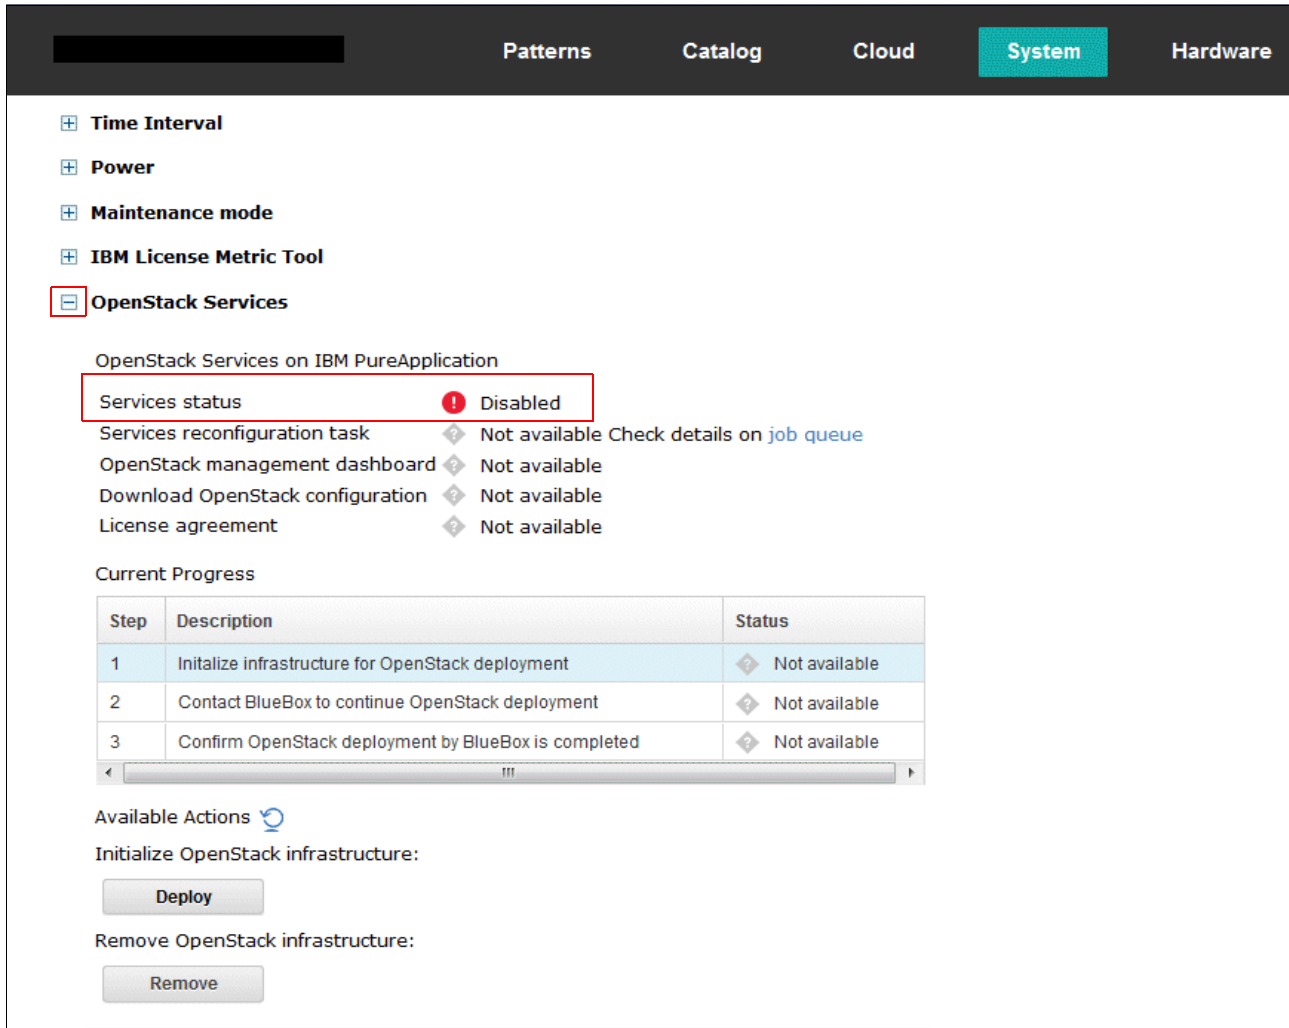 Patterns Catalog Cloud System Hardware
Time Interval
Power
Maintenance mode
IBM License Metric Tool
OpenStack Services
OpenStack Services on IBM PureApplication
Services status ! Disabled
Services reconfiguration task ? Not available Check details on job queue
OpenStack management dashboard ? Not available
Download OpenStack configuration ? Not available
License agreement ? Not available
Current Progress
Step Description Status
1 Initalize infrastructure for OpenStack deployment ? Not available
2 Contact BlueBox to continue OpenStack deployment ? Not available
3 Confirm OpenStack deployment by BlueBox is completed ? Not available
Available Actions
Initialize OpenStack infrastructure:
Deploy
Remove OpenStack infrastructure:
Remove